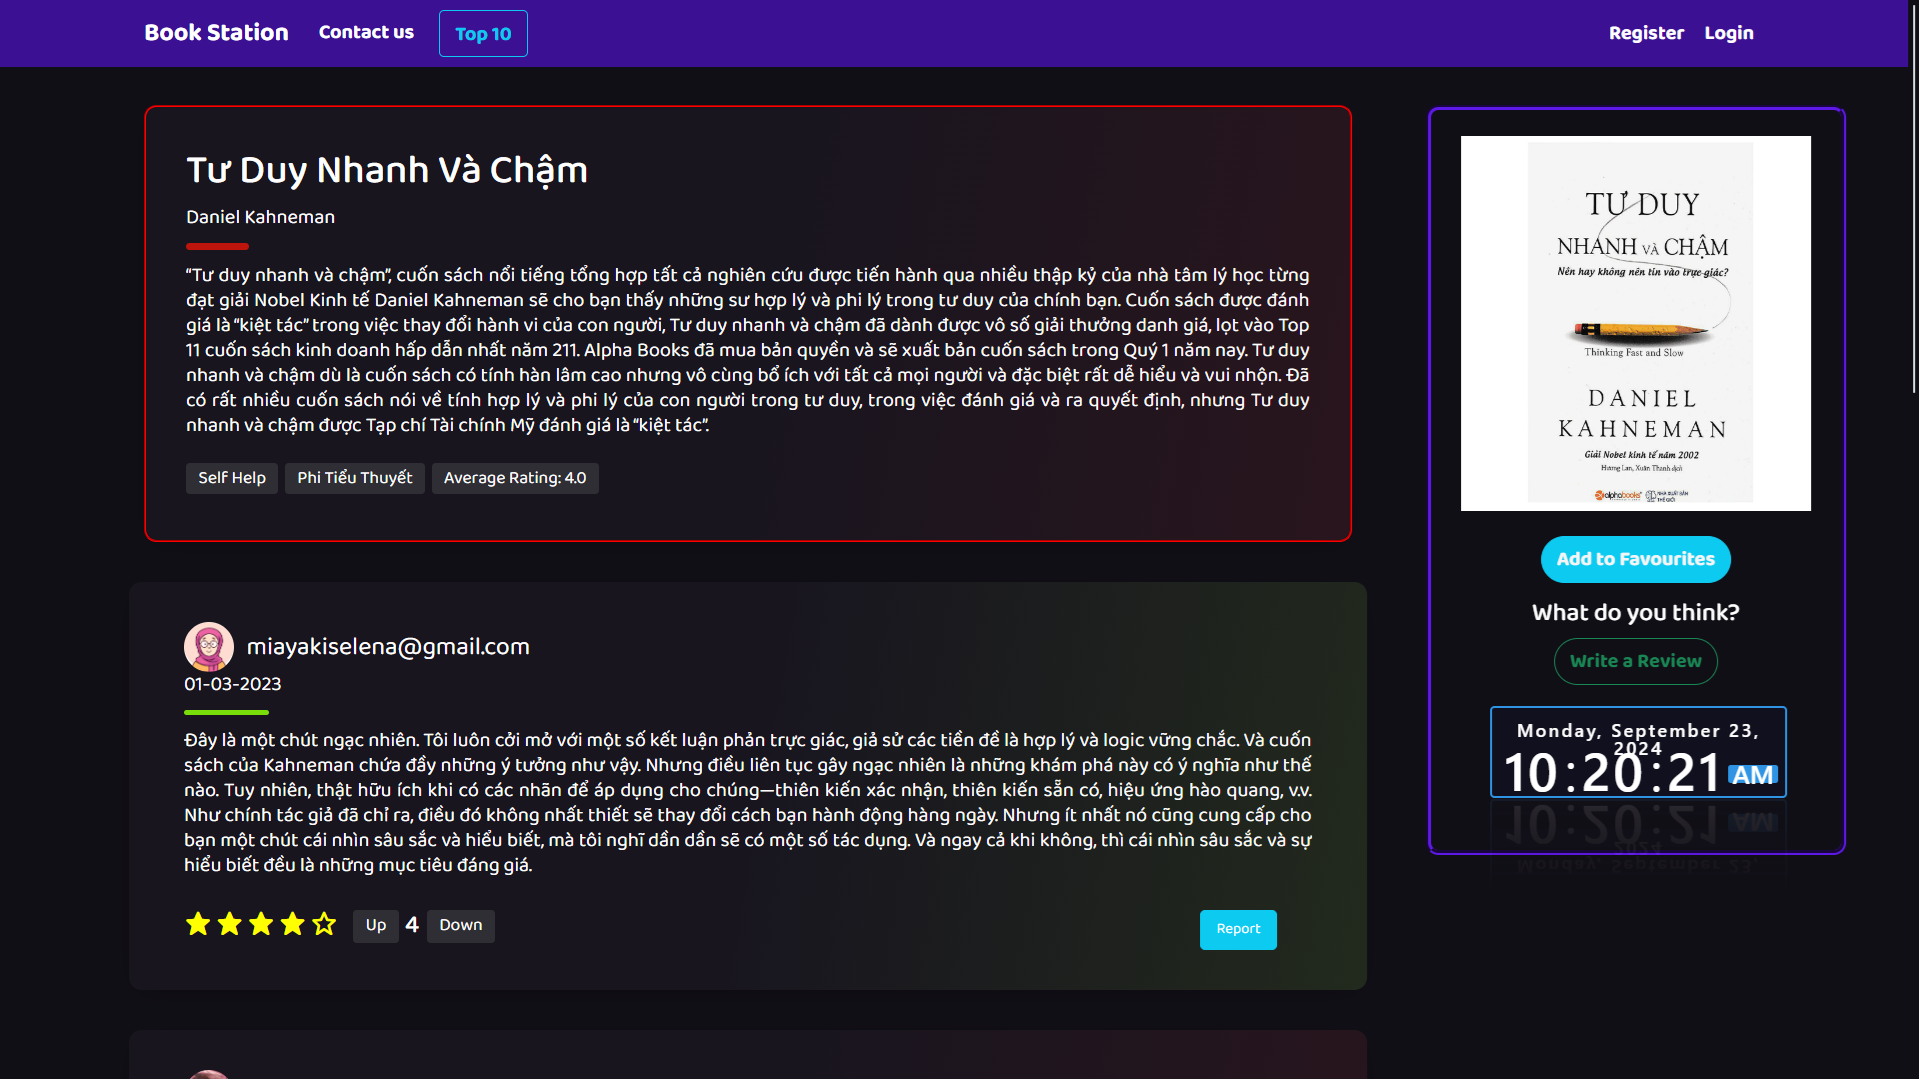 Book Station Contact us Top 10 Register Login
Tư Duy Nhanh Và Chậm
Daniel Kahneman
“Tư duy nhanh và chậm”, cuốn sách nổi tiếng tổng hợp tất cả nghiên cứu được tiến hành qua nhiều thập kỷ của nhà tâm lý học từng
đạt giải Nobel Kinh tế Daniel Kahneman sẽ cho bạn thấy những sư hợp lý và phi lý trong tư duy của chính bạn. Cuốn sách được đánh
giá là “kiệt tác” trong việc thay đổi hành vi của con người, Tư duy nhanh và chậm đã dành được vô số giải thưởng danh giá, lọt vào Top
11 cuốn sách kinh doanh hấp dẫn nhất năm 211. Alpha Books đã mua bản quyền và sẽ xuất bản cuốn sách trong Quý 1 năm nay. Tư duy
nhanh và chậm dù là cuốn sách có tính hàn lâm cao nhưng vô cùng bổ ích với tất cả mọi người và đặc biệt rất dễ hiểu và vui nhộn. Đã
có rất nhiều cuốn sách nói về tính hợp lý và phi lý của con người trong tư duy, trong việc đánh giá và ra quyết định, nhưng Tư duy
nhanh và chậm được Tạp chí Tài chính Mỹ đánh giá là “kiệt tác”.
Self Help Phi Tiểu Thuyết Average Rating: 4.0
miayakiselena@gmail.com
01-03-2023
Đây là một chút ngạc nhiên. Tôi luôn cởi mở với một số kết luận phản trực giác, giả sử các tiền đề là hợp lý và logic vững chắc. Và cuốn
sách của Kahneman chứa đầy những ý tưởng như vậy. Nhưng điều liên tục gây ngạc nhiên là những khám phá này có ý nghĩa như thế
nào. Tuy nhiên, thật hữu ích khi có các nhãn để áp dụng cho chúng—thiên kiến xác nhận, thiên kiến sẵn có, hiệu ứng hào quang, v.v.
Như chính tác giả đã chỉ ra, điều đó không nhất thiết sẽ thay đổi cách bạn hành động hàng ngày. Nhưng ít nhất nó cũng cung cấp cho
bạn một chút cái nhìn sâu sắc và hiểu biết, mà tôi nghĩ dần dần sẽ có một số tác dụng. Và ngay cả khi không, thì cái nhìn sâu sắc và sự
hiểu biết đều là những mục tiêu đáng giá.
Up 4 Down Report
TƯ DUY
NHANH VÀ CHẬM
Nên hay không nên tin vào trực giác?
Thinking Fast and Slow
DANIEL
KAHNEMAN
Giải Nobel kinh tế năm 2002
Hương Lan, Xuân Thanh dịch
alphabooks NHÀ XUẤT BẢN
THẾ GIỚI
Add to Favourites
What do you think?
Write a Review
Monday, September 23,
2024
10:20:21 AM